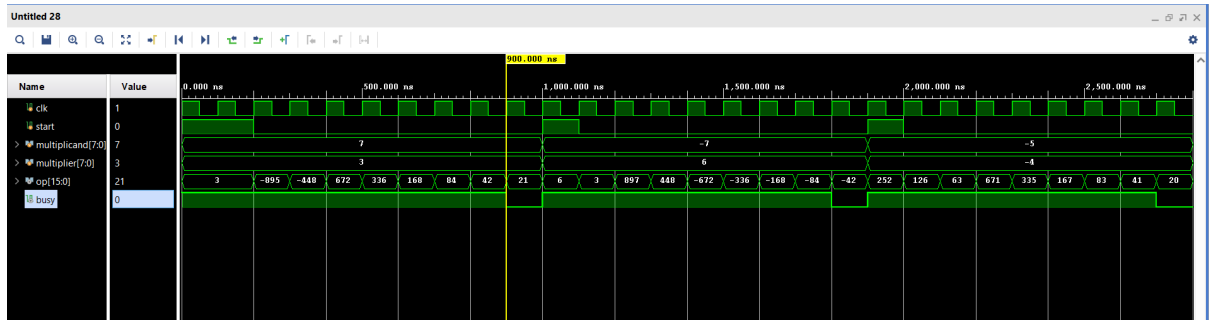 Untitled 28
900.000 ns
Name Value 0.000 ns 500.000 ns 1,000.000 ns 1,500.000 ns 2,000.000 ns 2,500.000 ns
clk 1
start 0
multiplicand[7:0] 7 7 -7 -5
multiplier[7:0] 3 3 6 -4
op[15:0] 21 3 -895 -448 672 336 168 84 42 21 6 3 897 448 -672 -336 -168 -84 -42 252 126 63 671 335 167 83 41 20
busy 0